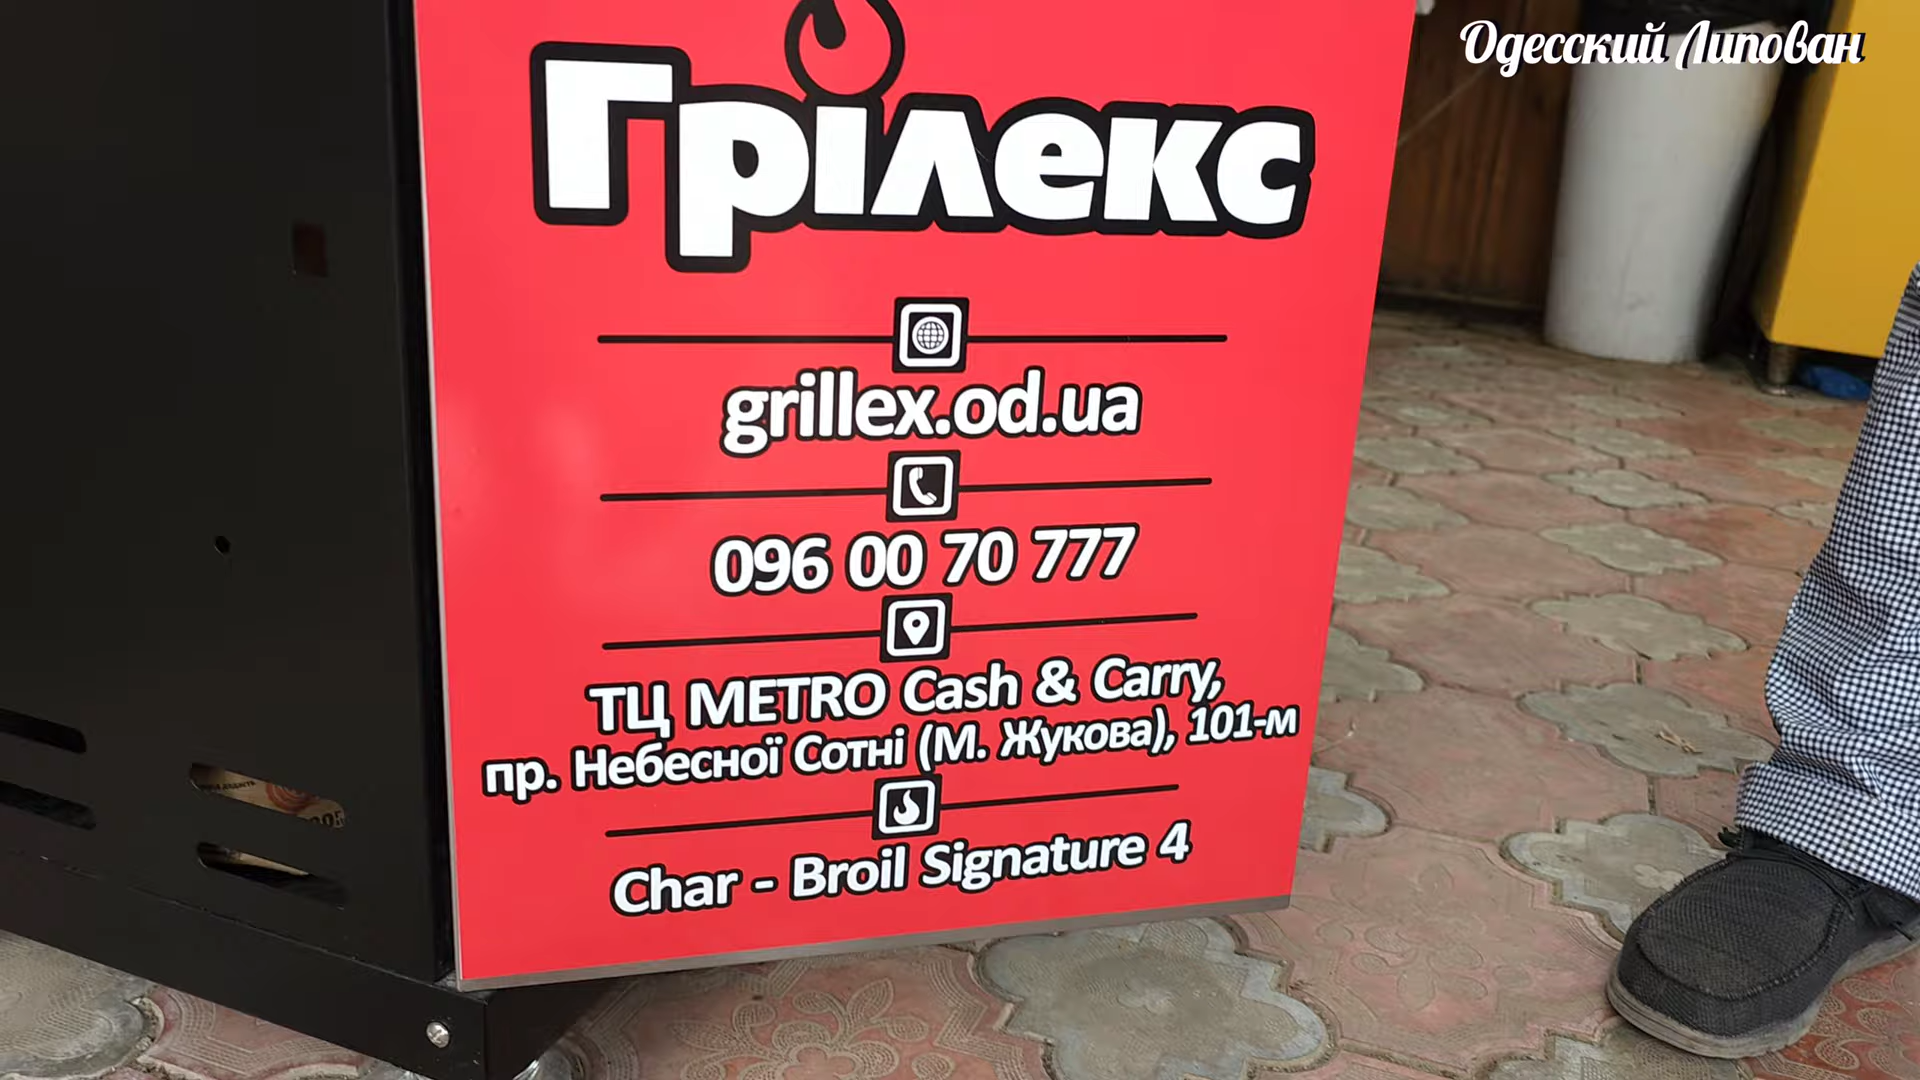 Одесский Липован
Грілекс
grillex.od.ua
096 00 70 777
ТЦ METRO Cash & Carry,
пр. Небесної Сотні (М. Жукова), 101-м
Char - Broil Signature 4